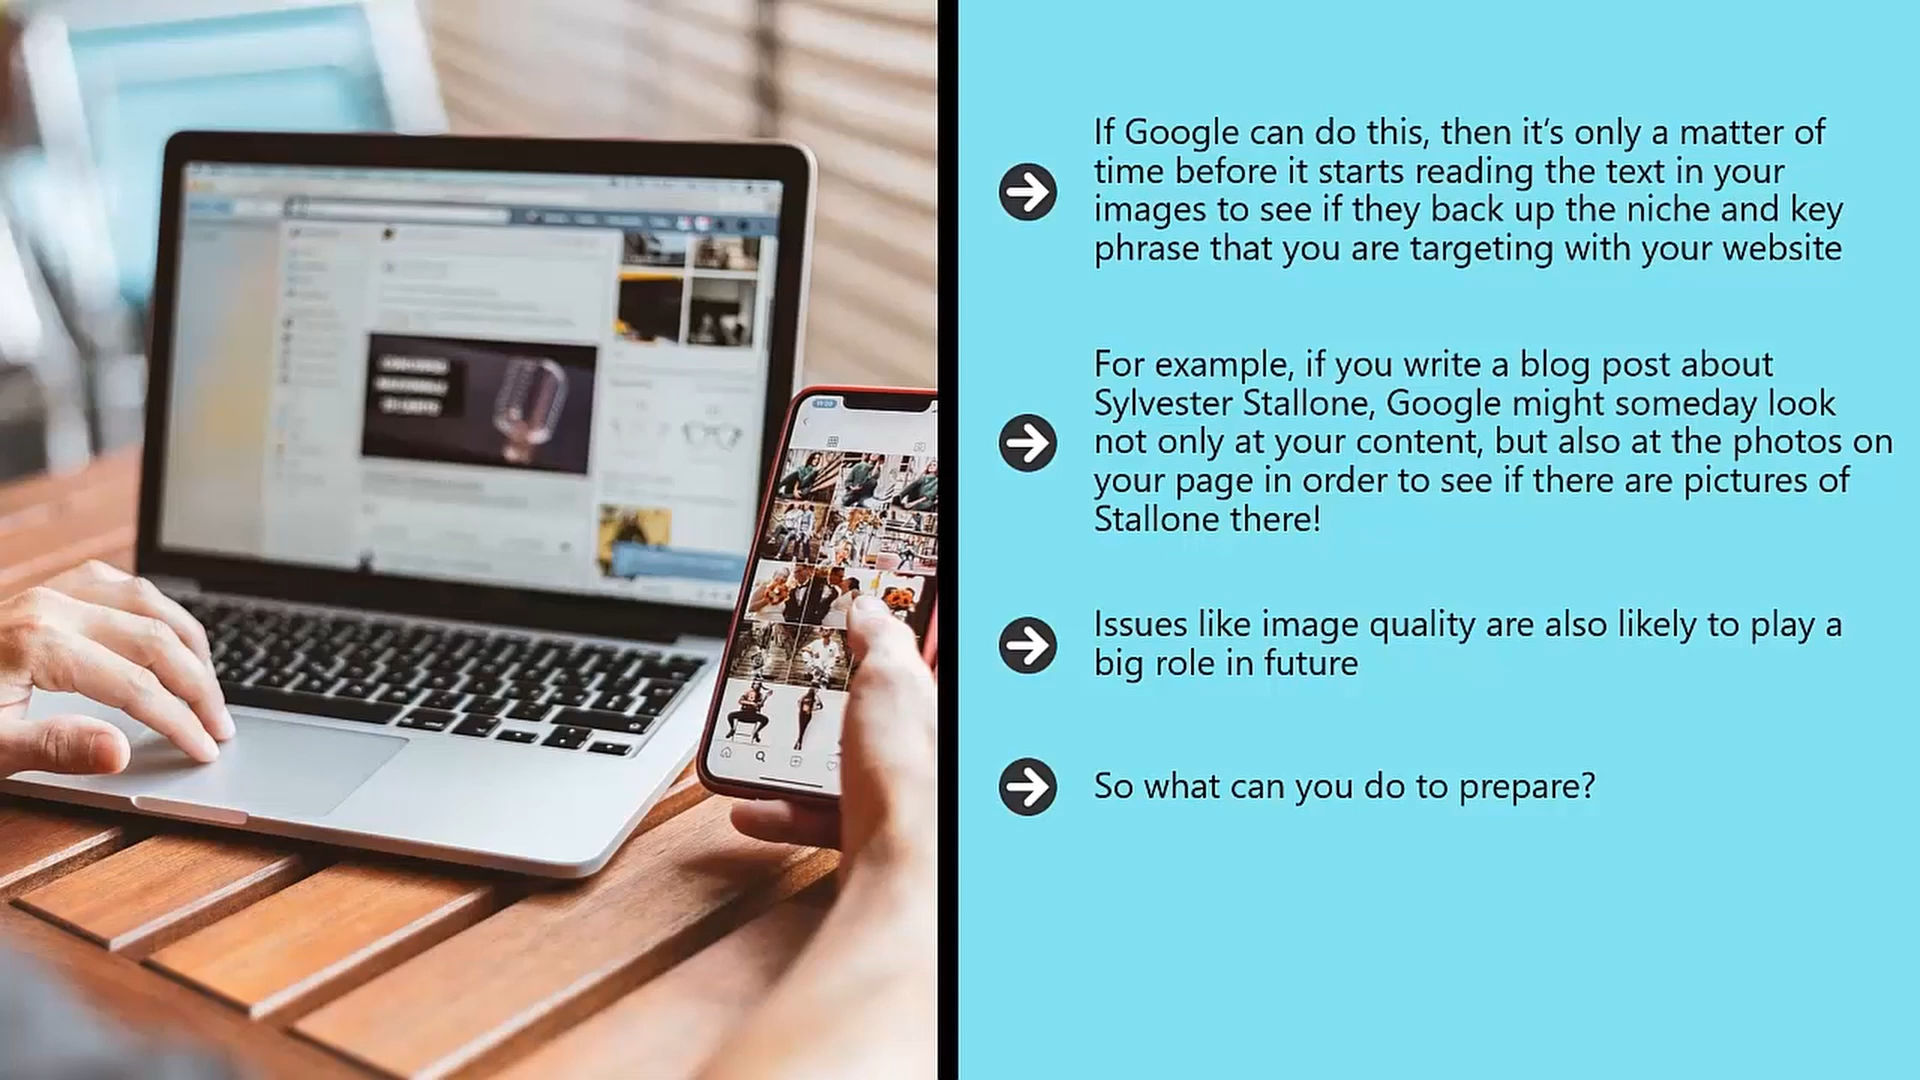 If Google can do this, then it’s only a matter of
time before it starts reading the text in your
images to see if they back up the niche and key
phrase that you are targeting with your website
For example, if you write a blog post about
Sylvester Stallone, Google might someday look
not only at your content, but also at the photos on
your page in order to see if there are pictures of
Stallone there!
Issues like image quality are also likely to play a
big role in future
So what can you do to prepare?